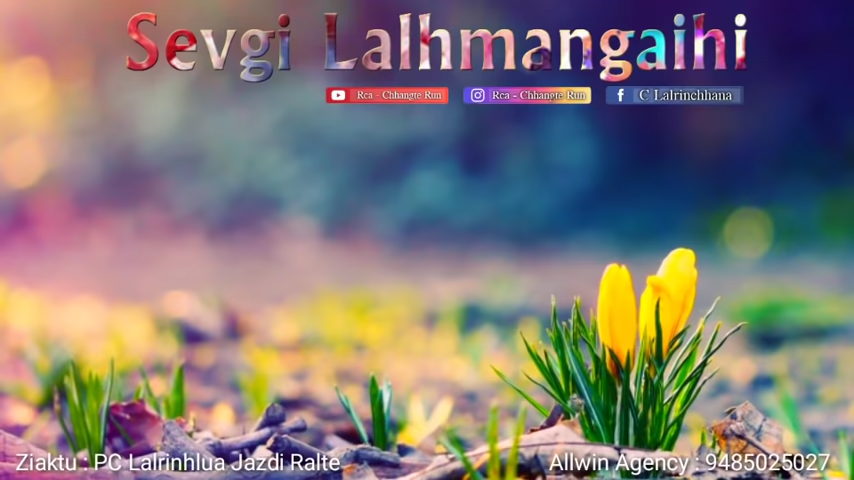 Sevgi Lalhmangaihi
Rca - Chhangte Run Rca - Chhangte Run C Lalrinchhana
Ziaktu : PC Lalrinhlua Jazdi Ralte Allwin Agency : 9485025027